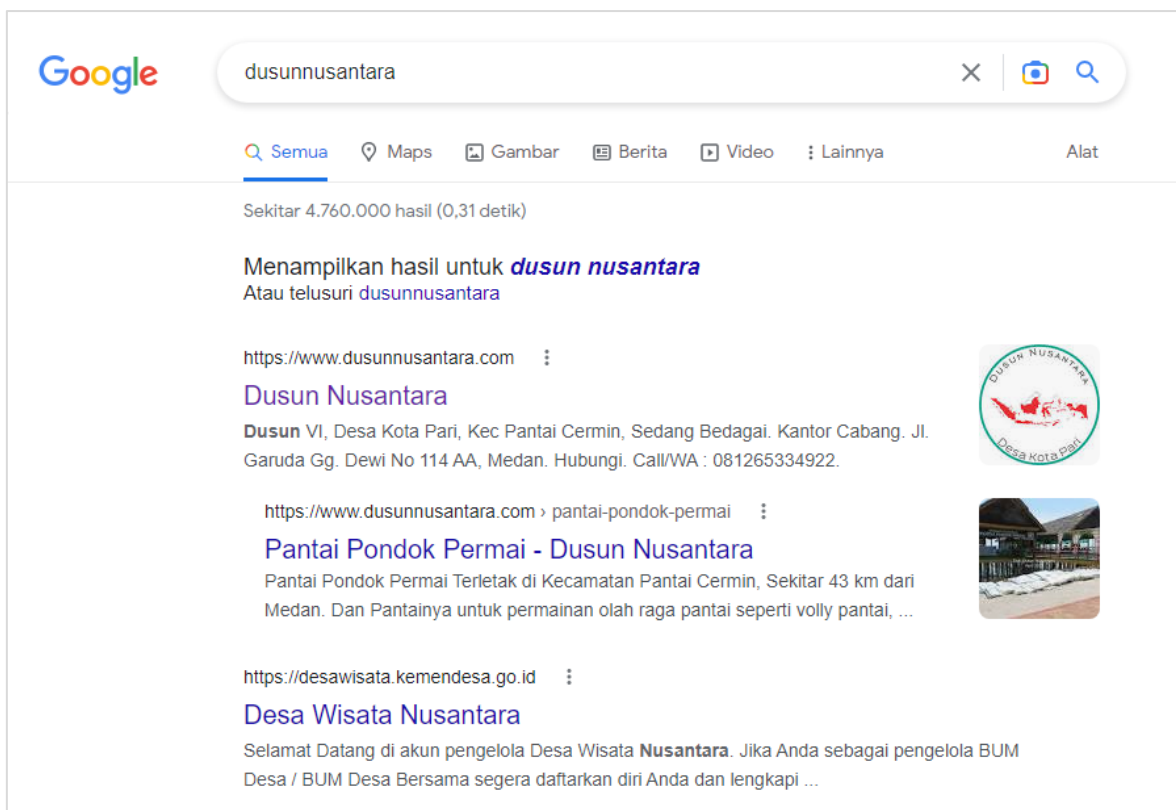 Google
dusunnusantara
Semua Maps Gambar Berita Video Lainnya Alat
Sekitar 4.760.000 hasil (0,31 detik)
Menampilkan hasil untuk dusun nusantara
Atau telusuri dusunnusantara
https://www.dusunnusantara.com
Dusun Nusantara
Dusun VI, Desa Kota Pari, Kec Pantai Cermin, Sedang Bedagai. Kantor Cabang. Jl.
Garuda Gg. Dewi No 114 AA, Medan. Hubungi. Call/WA : 081265334922.
DUSUN NUSANTARA
Desa Kota Pari
https://www.dusunnusantara.com › pantai-pondok-permai
Pantai Pondok Permai - Dusun Nusantara
Pantai Pondok Permai Terletak di Kecamatan Pantai Cermin, Sekitar 43 km dari
Medan. Dan Pantainya untuk permainan olah raga pantai seperti volly pantai, ...
https://desawisata.kemendesa.go.id
Desa Wisata Nusantara
Selamat Datang di akun pengelola Desa Wisata Nusantara. Jika Anda sebagai pengelola BUM
Desa / BUM Desa Bersama segera daftarkan diri Anda dan lengkapi ...